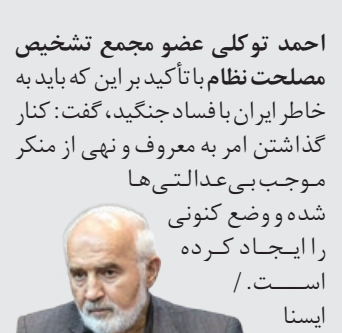 احمد توکلی عضو مجمع تشخیص
مصلحت نظام با تأکید بر این که باید به
خاطر ایران با فساد جنگید، گفت: کنار
گذاشتن امر به معروف و نهی از منکر
موجب بی‌عدالتی‌ها
شده و وضع کنونی
را ایجاد کرده
است. /
ایسنا